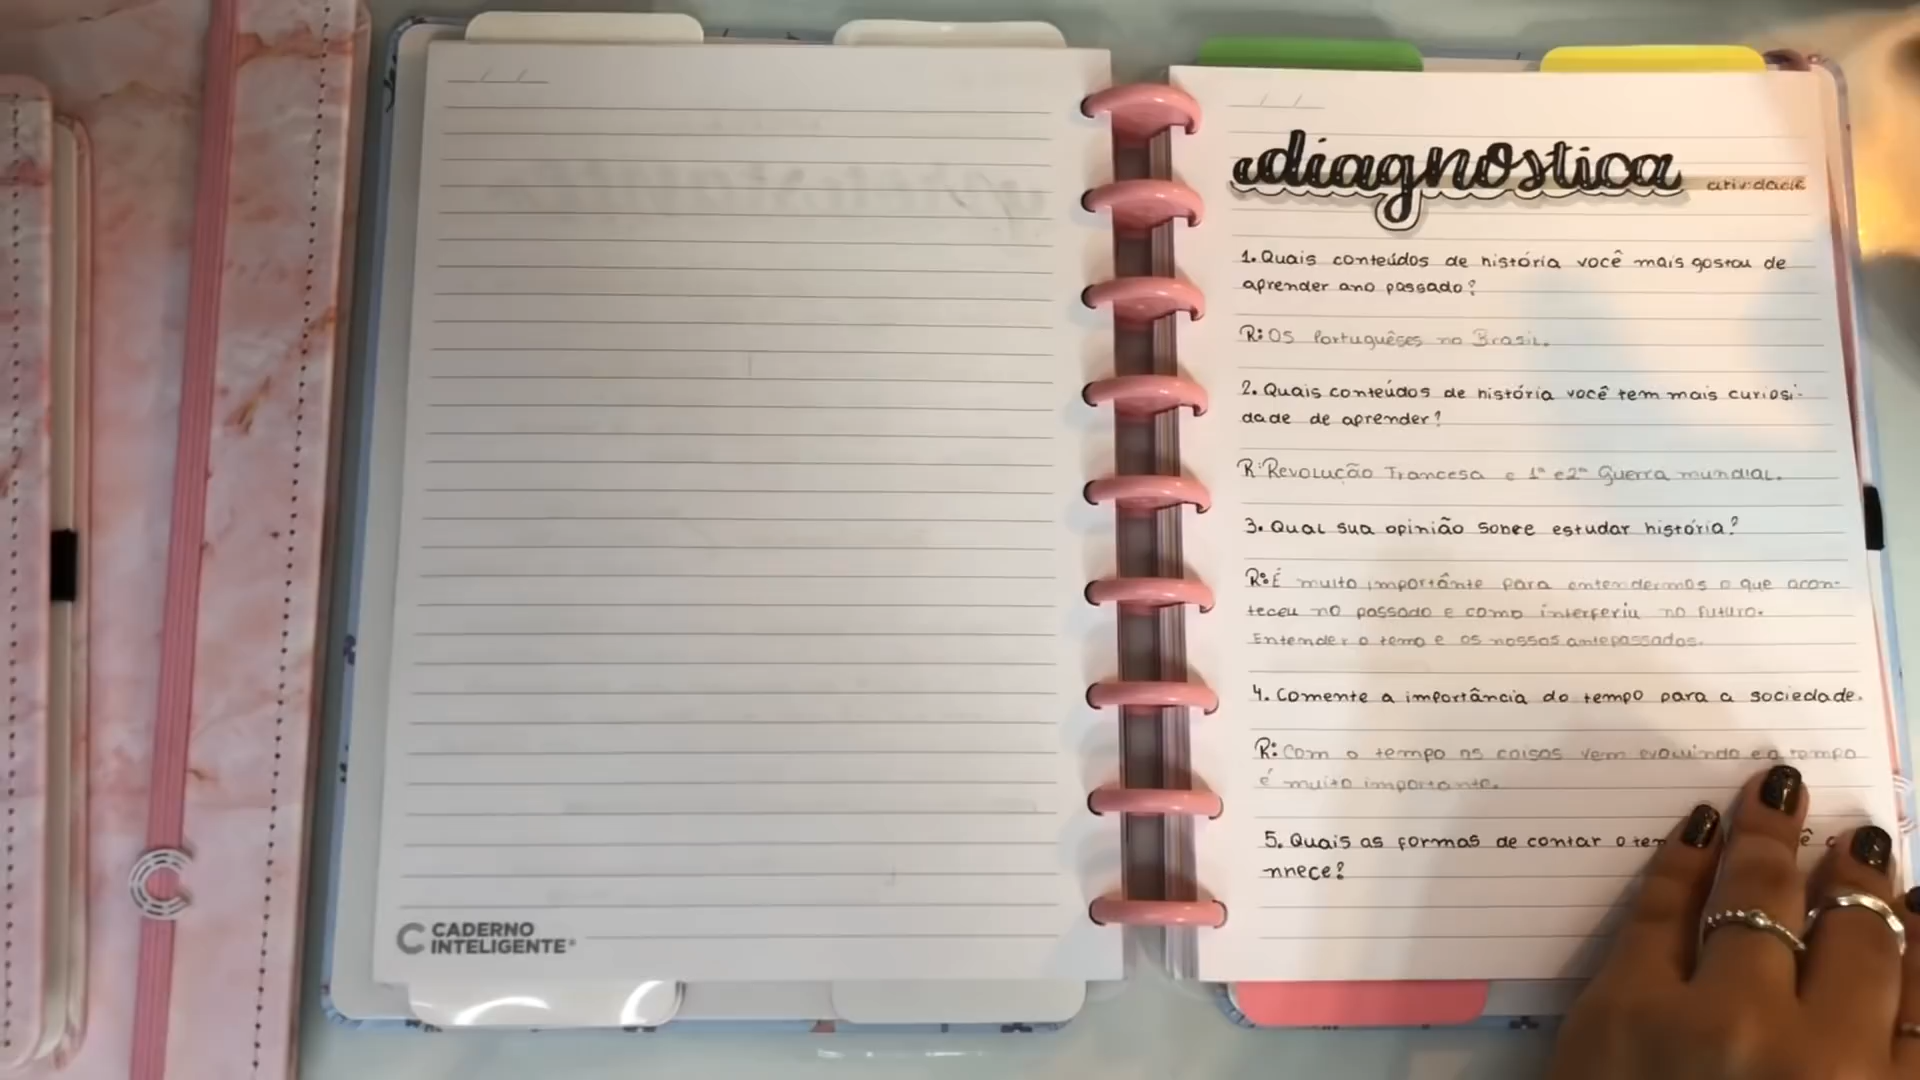 CADERNO
INTELIGENTE®
diagnostica
atividade
1. Quais conteúdos de história você mais gostou de
aprender ano passado?
R: Os Portuguêses no Brasil.
2. Quais conteúdos de história você tem mais curiosi-
dade de aprender?
R: Revolução Francesa e 1ª e 2ª Guerra mundial.
3. Qual sua opinião sobre estudar história?
R: É muito importânte para entendermos o que acon-
teceu no passado e como interferiu no futuro.
Entender o temo e os nossos antepassados.
4. Comente a importância do tempo para a sociedade.
R: Com o tempo as coisas vem evoluindo e o tempo
é muito importante.
5. Quais as formas de contar o tem
nhece?